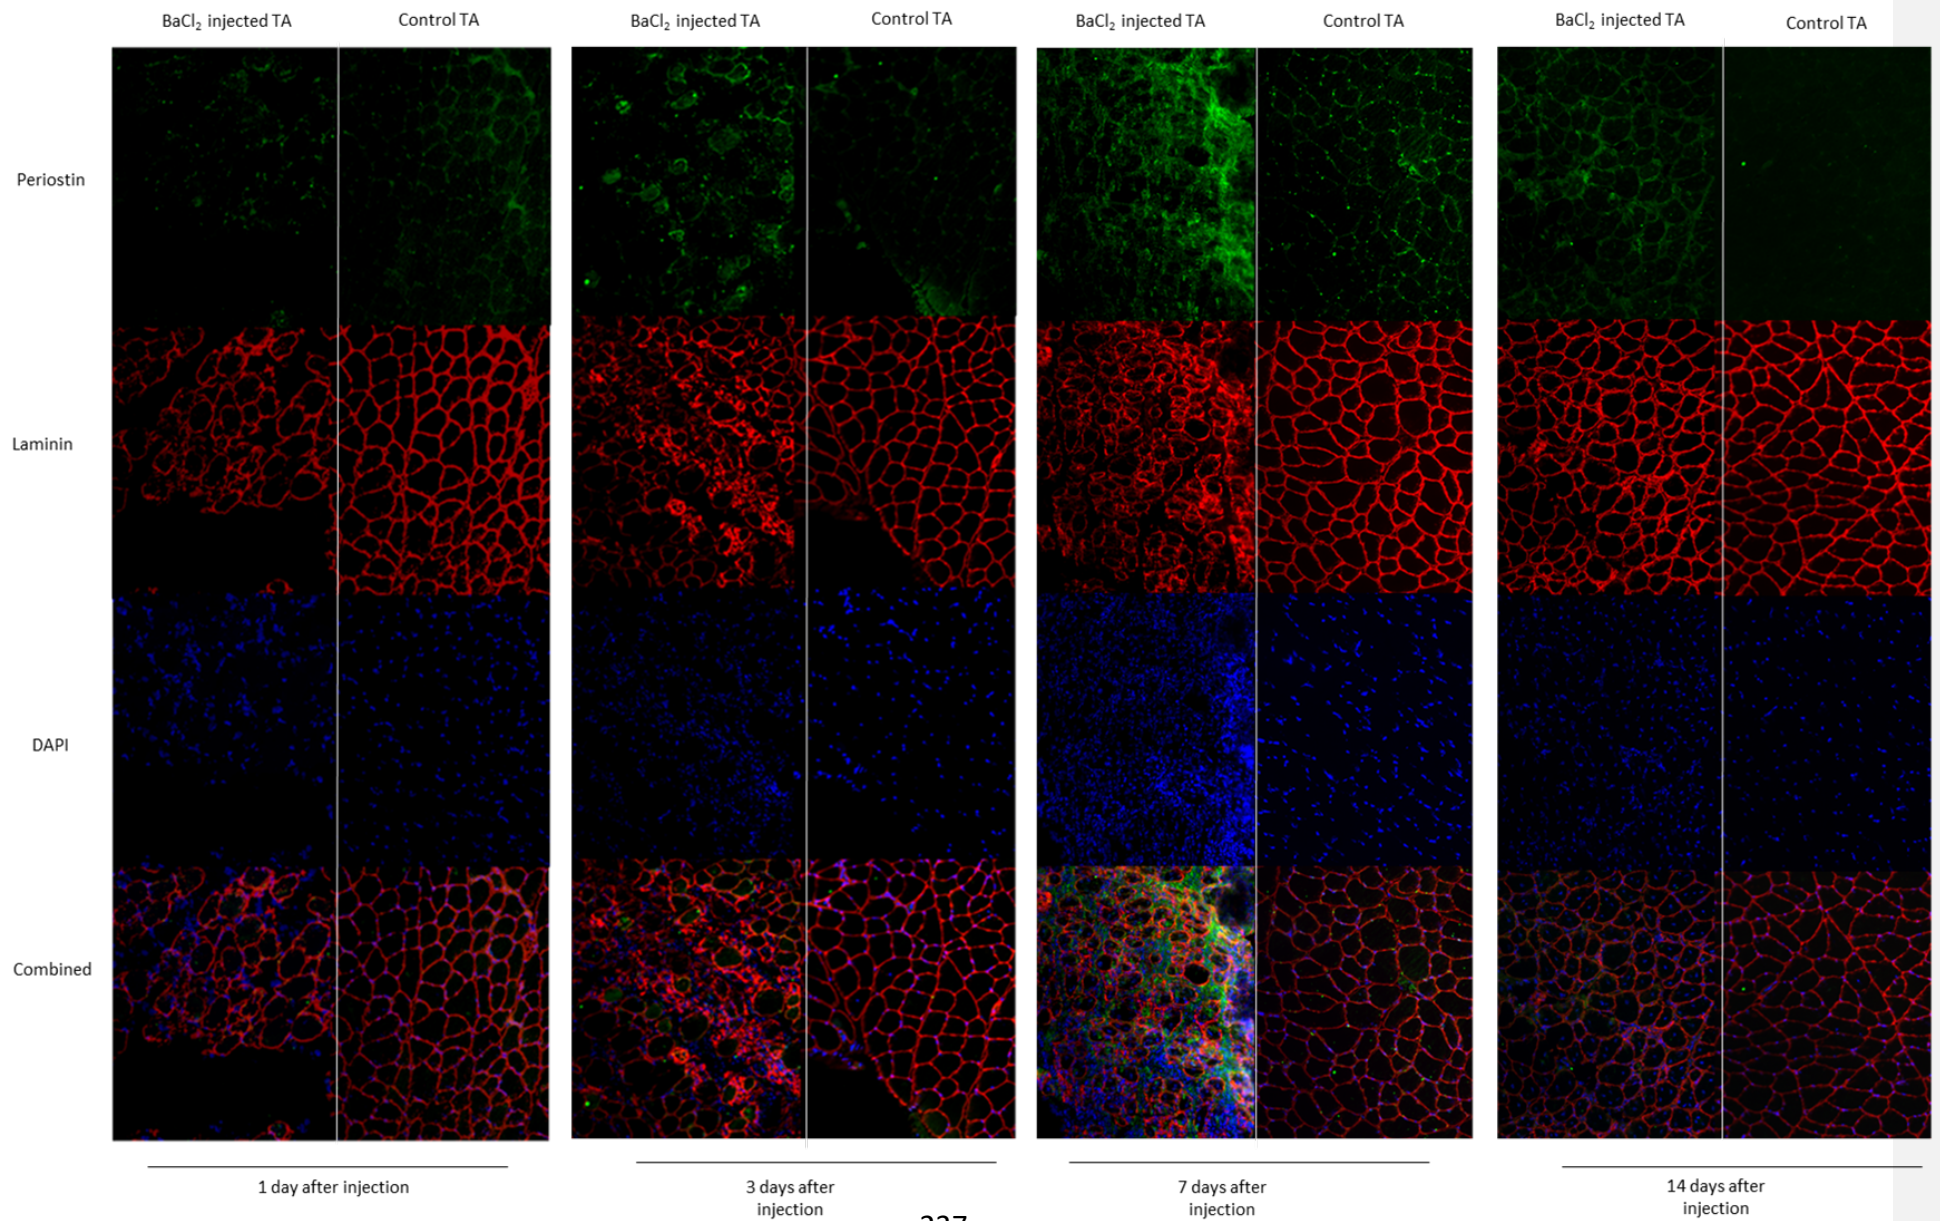 BaCl₂ injected TA
Control TA
BaCl₂ injected TA
Control TA
BaCl₂ injected TA
Control TA
BaCl₂ injected TA
Control TA
Periostin
Laminin
DAPI
Combined
1 day after injection
3 days after
injection
7 days after
injection
14 days after
injection